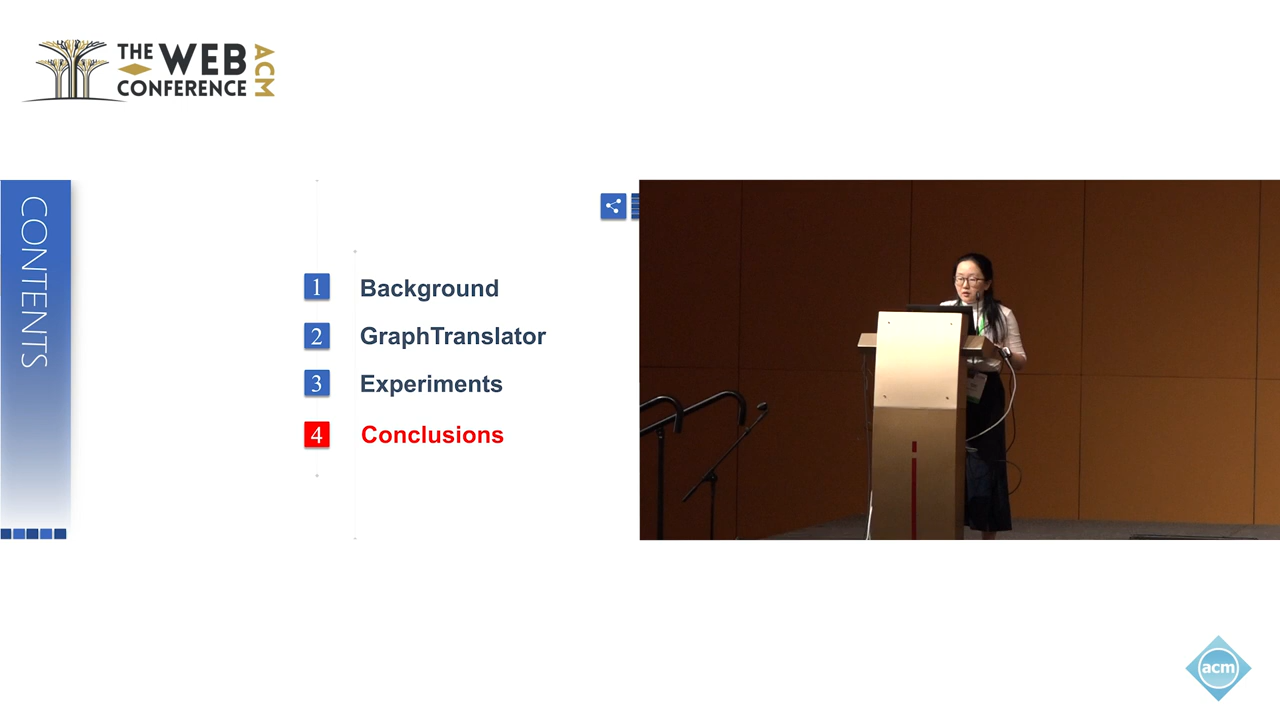 THE WEB
CONFERENCE
ACM
CONTENTS
1 Background
2 GraphTranslator
3 Experiments
4 Conclusions
acm